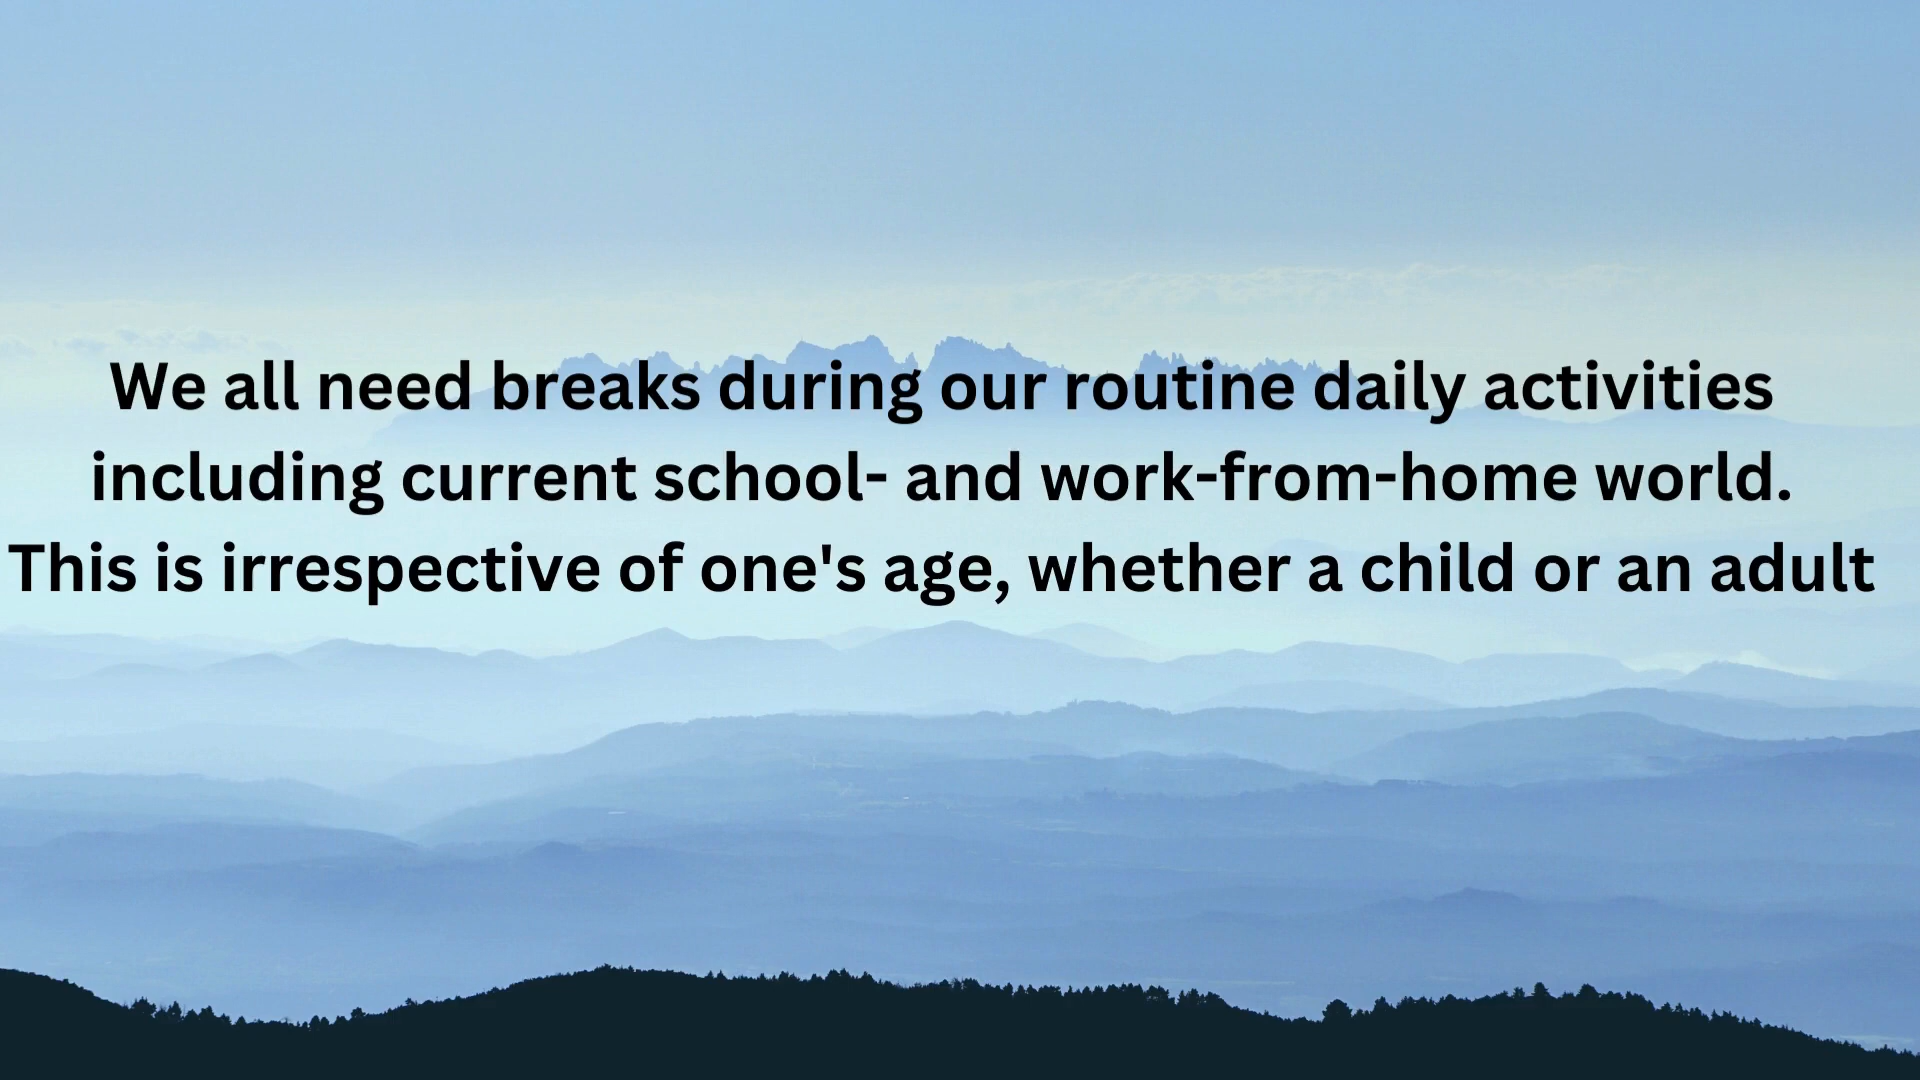 We all need breaks during our routine daily activities
including current school- and work-from-home world.
This is irrespective of one's age, whether a child or an adult